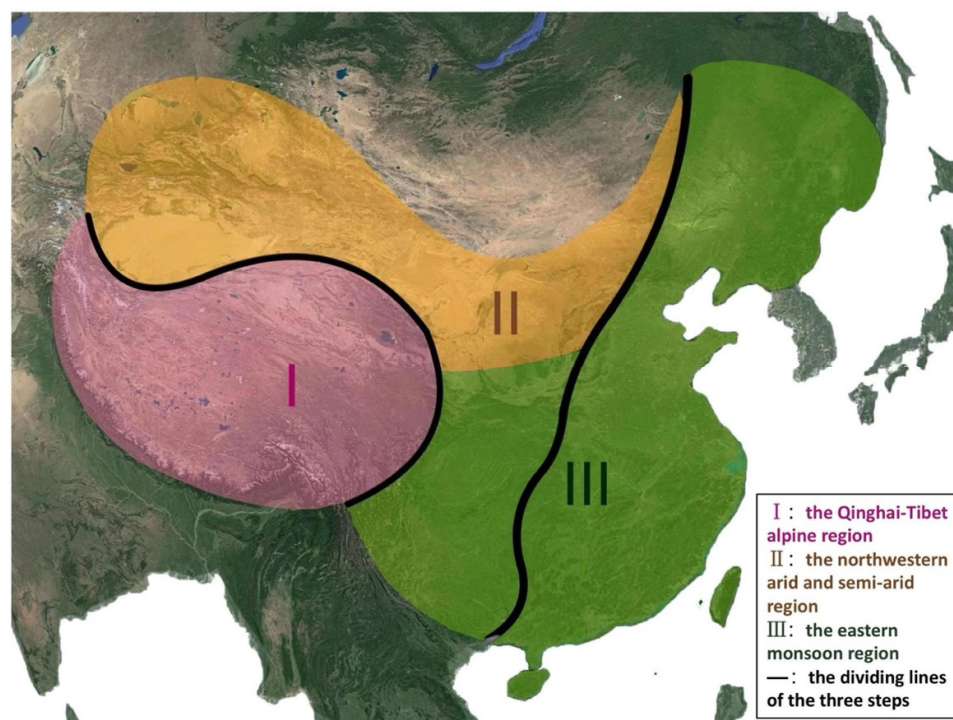 II
I
III
Ⅰ： the Qinghai-Tibet
alpine region
Ⅱ： the northwestern
arid and semi-arid
region
Ⅲ： the eastern
monsoon region
—： the dividing lines
of the three steps